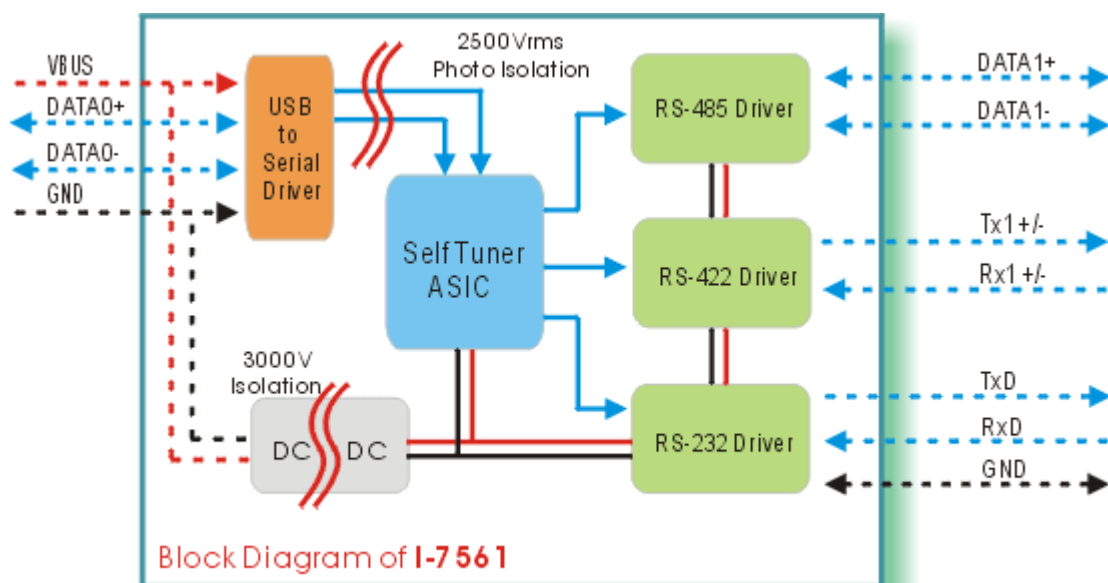 VBUS
DATA0+
DATA0-
GND
USB
to
Serial
Driver
2500Vrms
Photo Isolation
Self Tuner
ASIC
3000V
Isolation
DC DC
RS-485 Driver
RS-422 Driver
RS-232 Driver
DATA1+
DATA1-
Tx1+/-
Rx1+/-
TxD
RxD
GND
Block Diagram of I-7561